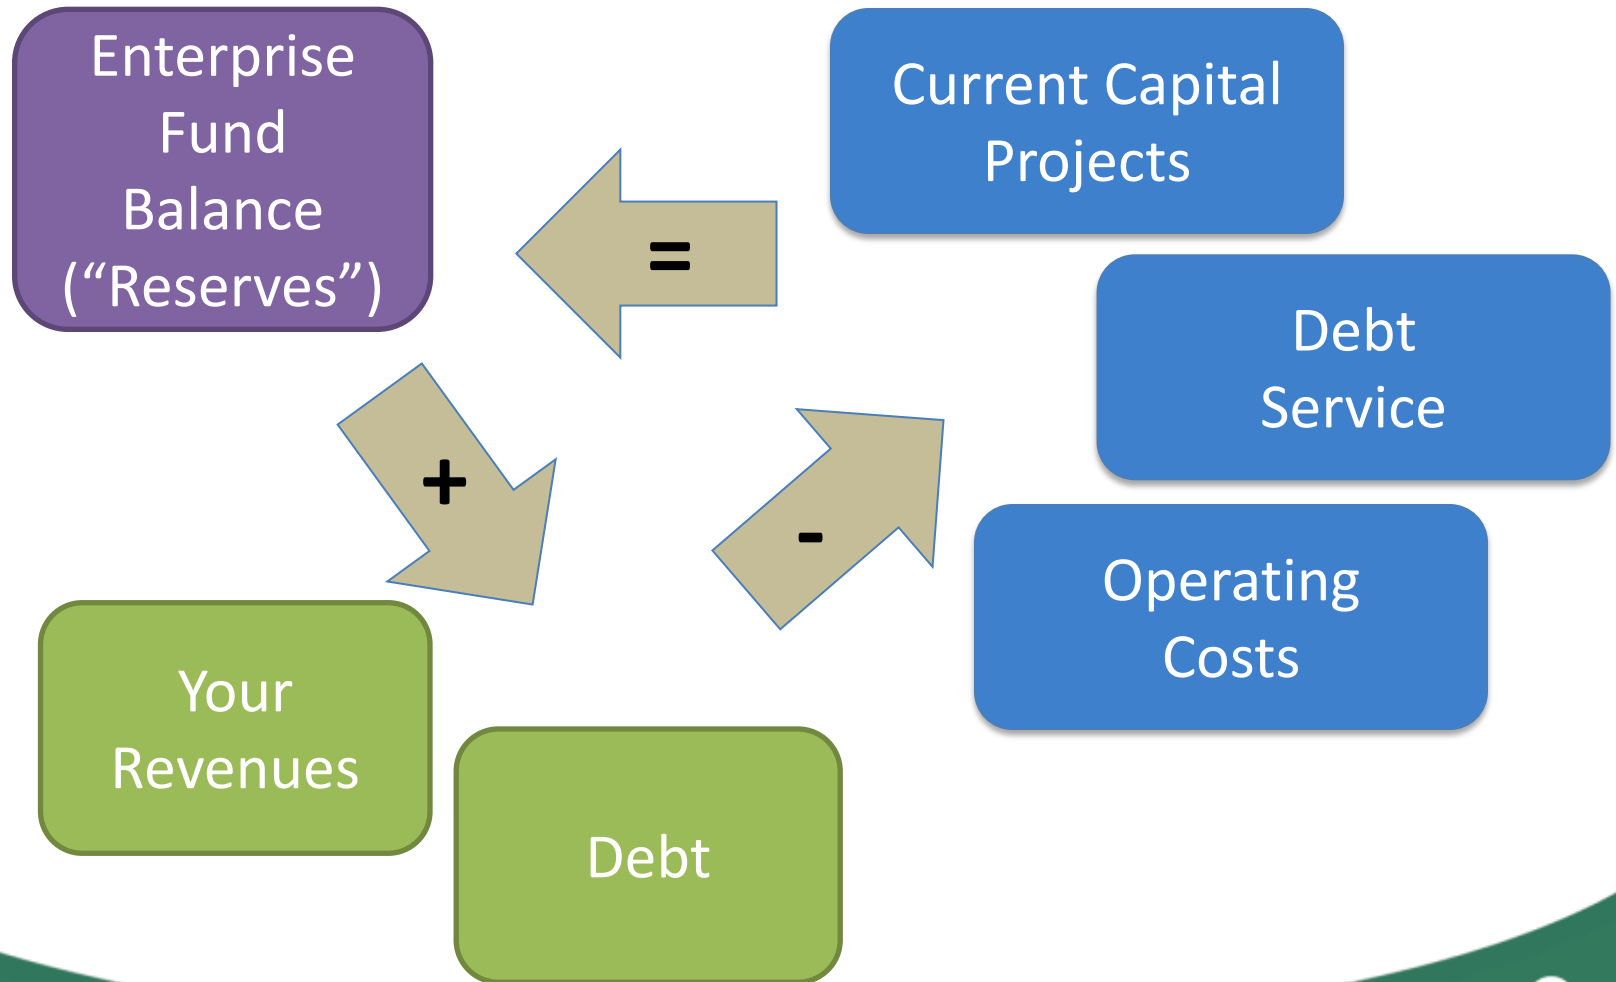 Enterprise
Fund
Balance
(“Reserves”)
Current Capital
Projects
=
Debt
Service
+
-
Operating
Costs
Your
Revenues
Debt